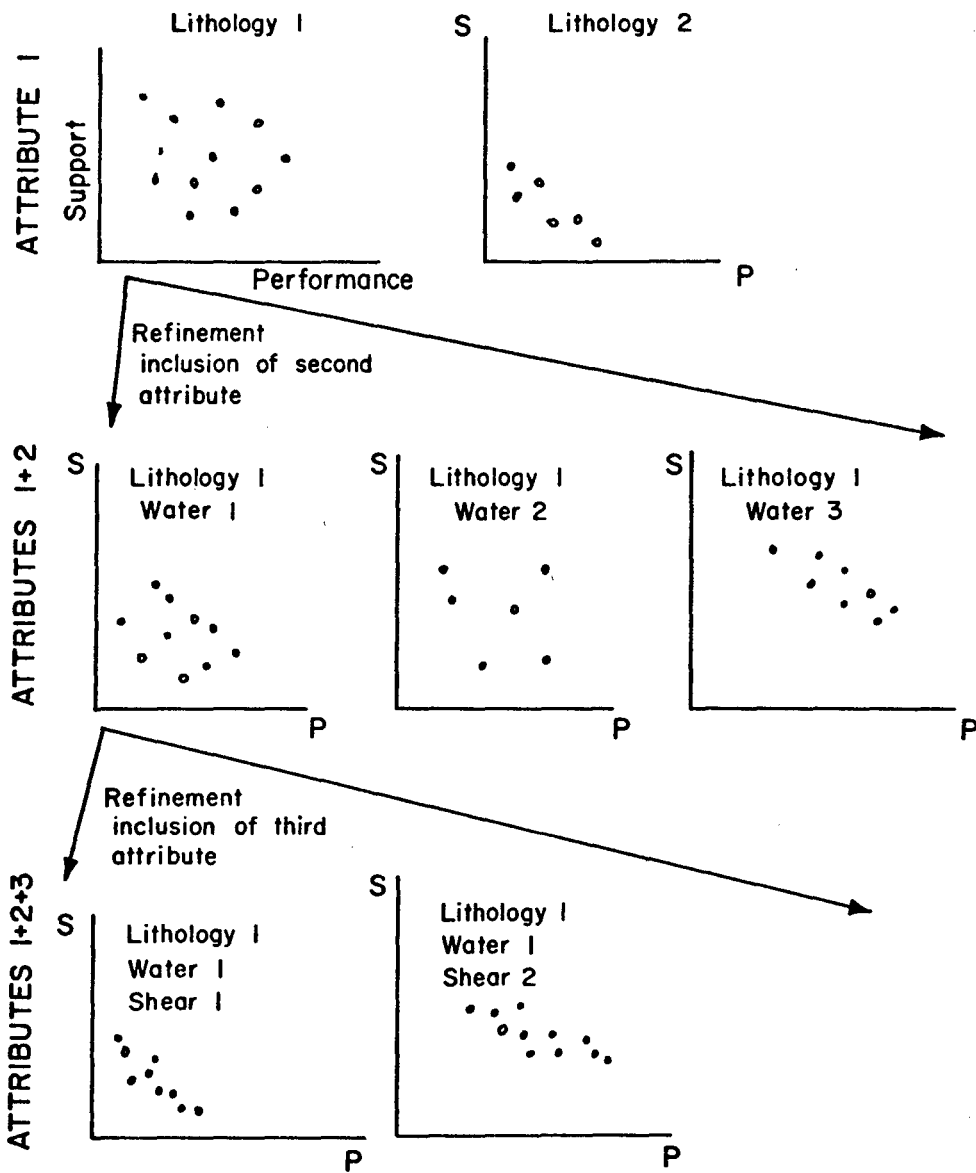 Lithology 1
S
Lithology 2
ATTRIBUTE 1
Support
Performance
P
Refinement
inclusion of second
attribute
ATTRIBUTES 1+2
S
Lithology 1
Water 1
P
S
Lithology 1
Water 2
P
S
Lithology 1
Water 3
P
Refinement
inclusion of third
attribute
ATTRIBUTES 1+2+3
S
Lithology 1
Water 1
Shear 1
P
S
Lithology 1
Water 1
Shear 2
P